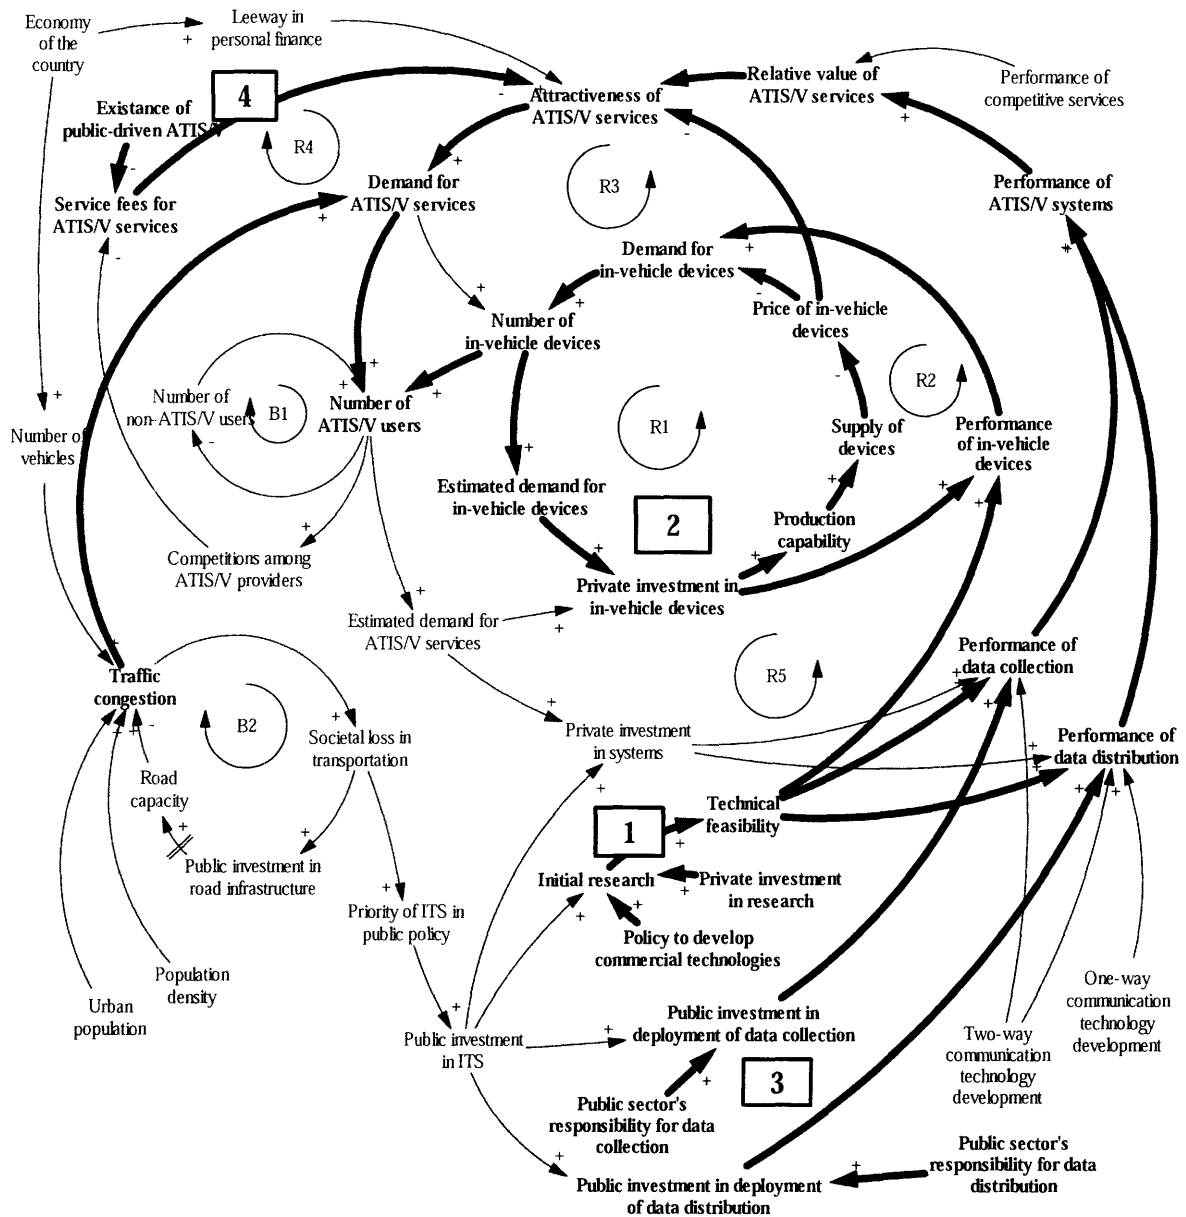 Economy
of the
country
Leeway in
personal finance
+
4
Existance of
public-driven ATIS/V
-
Service fees for
ATIS/V services
-
R4
-
Attractiveness of
ATIS/V services
-
Relative value of
ATIS/V services
+
Performance of
competitive services
+
Demand for
ATIS/V services
+
R3
Performance of
ATIS/V systems
+
Demand for
in-vehicle devices
+
-
+
+
Number of
in-vehicle devices
Price of in-vehicle
devices
-
R2
Number of
non-ATIS/V users
-
B1
+
+
+
Number of
ATIS/V users
R1
Supply of
devices
Performance
of in-vehicle
devices
+
Number of
vehicles
+
Estimated demand for
in-vehicle devices
2
+
+
+
Production
capability
+
Competitions among
ATIS/V providers
+
+
Private investment in
in-vehicle devices
+
Estimated demand for
ATIS/V services
+
+
Traffic
congestion
+
-
+
+
B2
+
Societal loss in
transportation
R5
Performance of
data collection
+
+
+
Private investment
in systems
+
Performance of
data distribution
+
+
+
+
Road
capacity
+
Public investment in
road infrastructure
+
1
Technical
feasibility
+
Initial research
+
Private investment
in research
+
+
Policy to develop
commercial technologies
+
Priority of ITS in
public policy
Population
density
Urban
population
+
Public investment
in ITS
+
Public investment in
deployment of data collection
+
3
Two-way
communication
technology
development
One-way
communication
technology
development
Public sector's
responsibility for data
collection
+
Public investment in deployment
of data distribution
+
Public sector's
responsibility for data
distribution